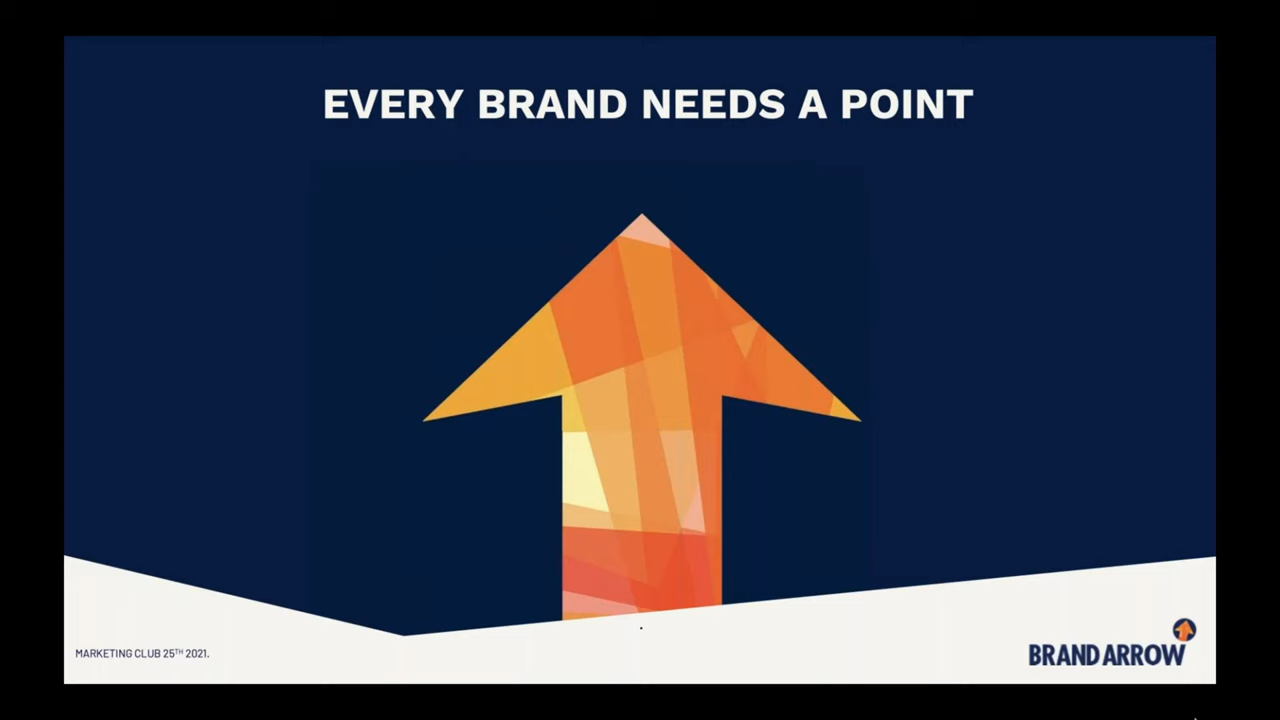 EVERY BRAND NEEDS A POINT
MARKETING CLUB 25TH 2021.
BRAND ARROW